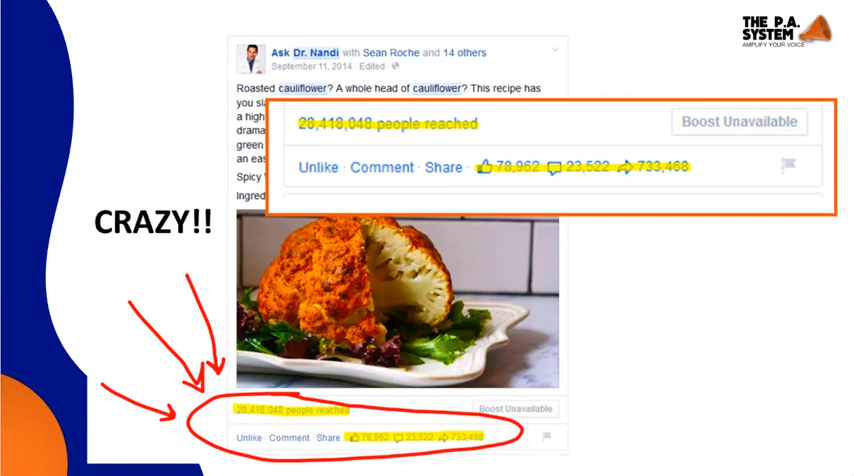 THE P.A.
SYSTEM
AMPLIFY YOUR VOICE
Ask Dr. Nandi with Sean Roche and 14 others
September 11, 2014 · Edited ·
Roasted cauliflower? A whole head of cauliflower? This recipe has
you sla
a high
drama
green
an eas
Spicy
Ingre
28,418,048 people reached
Boost Unavailable
Unlike · Comment · Share · 78,962 23,522 733,468
CRAZY!!
28,418,048 people reached
Boost Unavailable
Unlike Comment Share 78,962 23,522 733,468